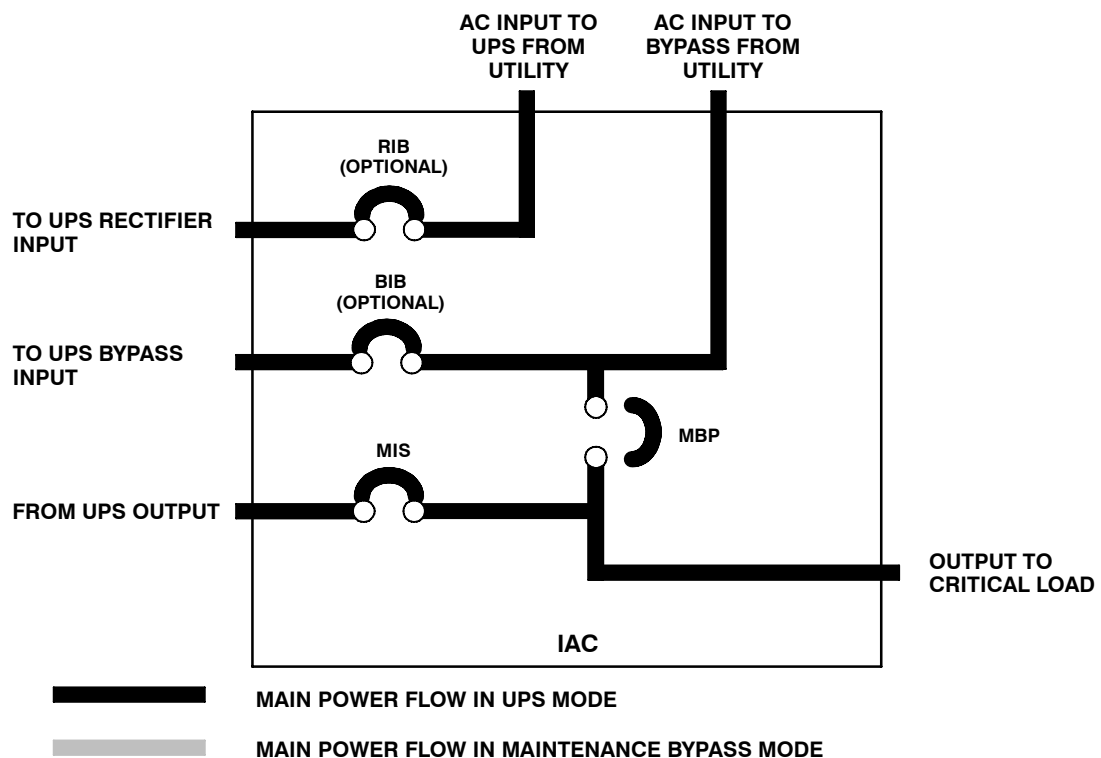 AC INPUT TO
UPS FROM
UTILITY
AC INPUT TO
BYPASS FROM
UTILITY
RIB
(OPTIONAL)
TO UPS RECTIFIER
INPUT
BIB
(OPTIONAL)
TO UPS BYPASS
INPUT
MBP
MIS
FROM UPS OUTPUT
OUTPUT TO
CRITICAL LOAD
IAC
MAIN POWER FLOW IN UPS MODE
MAIN POWER FLOW IN MAINTENANCE BYPASS MODE